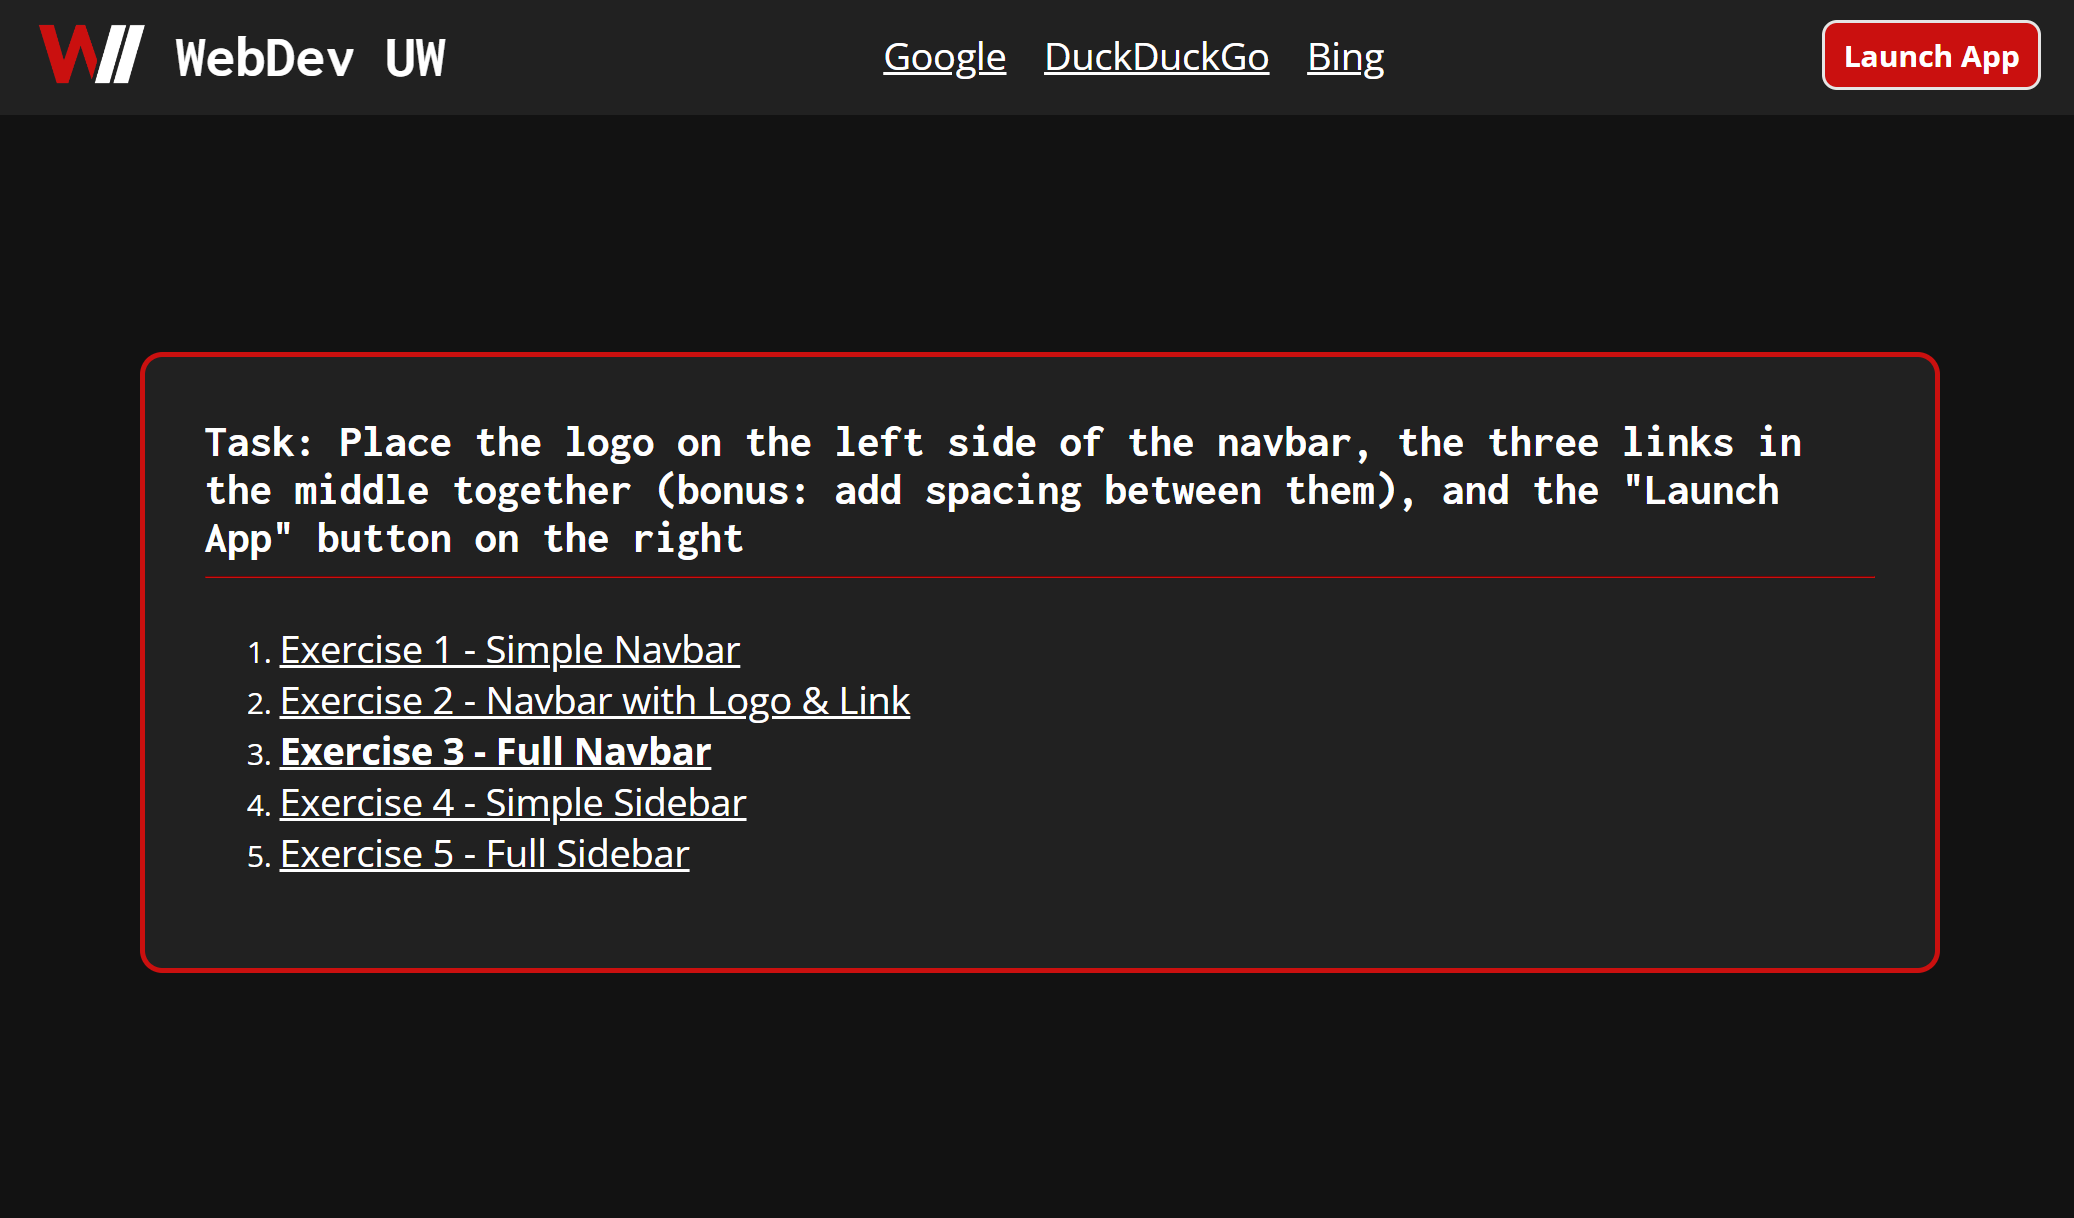 WebDev UW
Google DuckDuckGo Bing
Launch App
Task: Place the logo on the left side of the navbar, the three links in
the middle together (bonus: add spacing between them), and the "Launch
App" button on the right
1. Exercise 1 - Simple Navbar
2. Exercise 2 - Navbar with Logo & Link
3. Exercise 3 - Full Navbar
4. Exercise 4 - Simple Sidebar
5. Exercise 5 - Full Sidebar